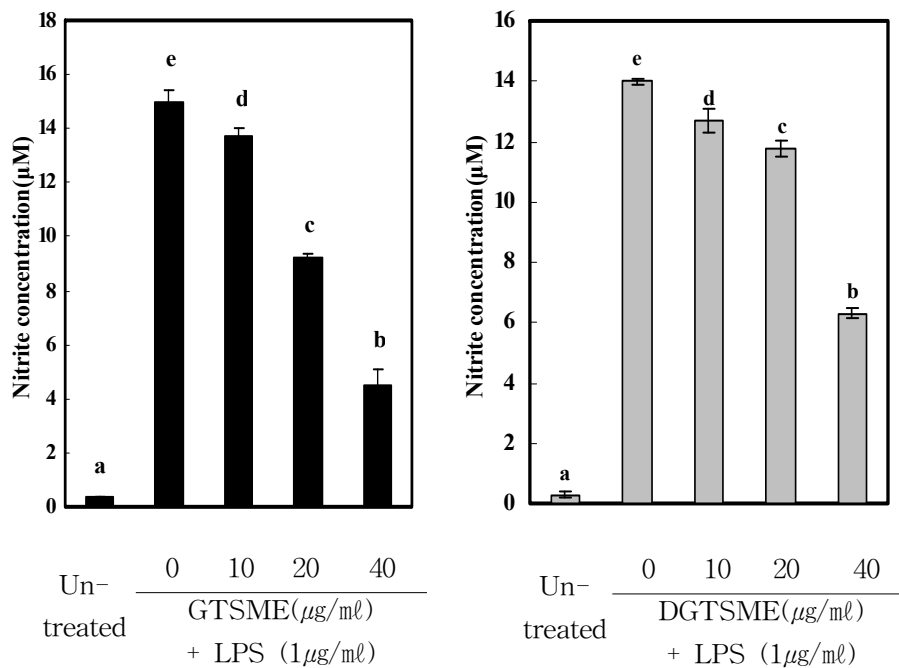 Nitrite concentration(μM)
18
16
14
12
10
8
6
4
2
0
a
e
d
c
b
Un-
treated
0 10 20 40
GTSME(μg/㎖)
+ LPS (1μg/㎖)
Nitrite concentration(μM)
16
14
12
10
8
6
4
2
0
a
e
d
c
b
Un-
treated
0 10 20 40
DGTSME(μg/㎖)
+ LPS (1μg/㎖)